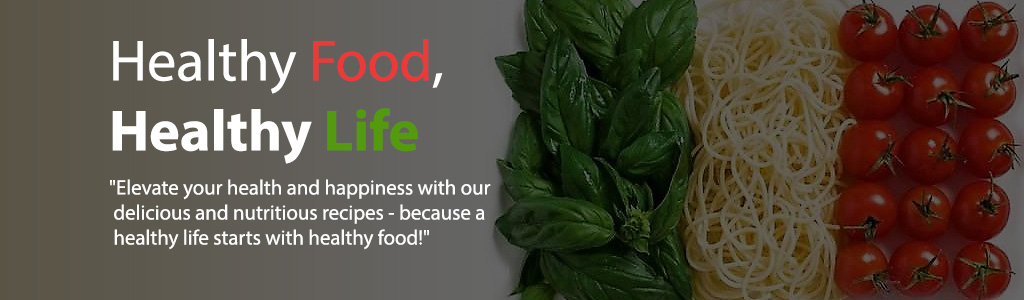 Healthy Food,
Healthy Life
"Elevate your health and happiness with our
delicious and nutritious recipes - because a
healthy life starts with healthy food!"